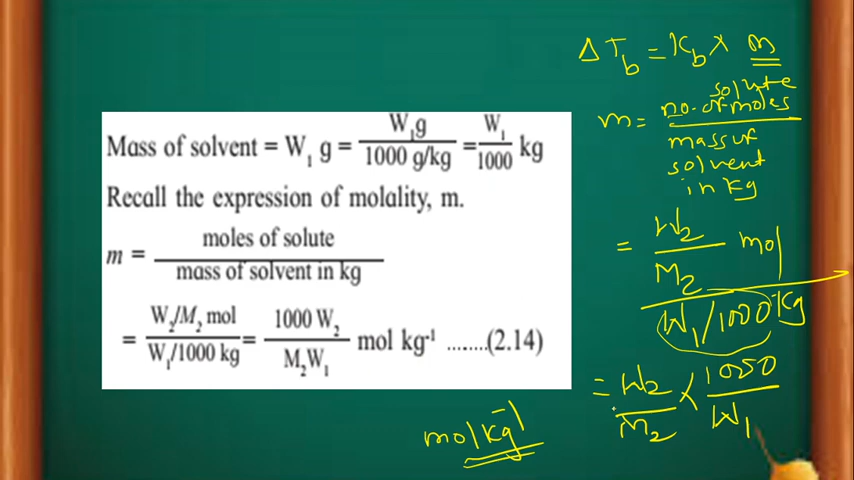 Mass of solvent = W₁ g = W₁g / 1000 g/kg = W₁ / 1000 kg
Recall the expression of molality, m.
m = moles of solute / mass of solvent in kg
= W₂/M₂ mol / W₁/1000 kg = 1000 W₂ / M₂W₁ mol kg⁻¹ .......(2.14)
ΔT_b = K_b × m
solute
m = no. of moles
mass of
solvent
in kg
= W₂ / M₂ mol
W₁/1000 kg
= W₂ / M₂ × 1000 / W₁
mol kg⁻¹